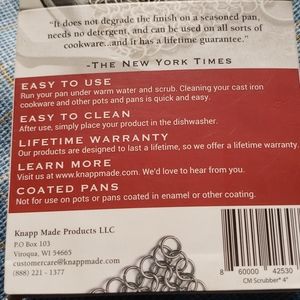 "It does not degrade the finish on a seasoned pan,
needs no detergent, and can be used on all sorts of
cookware...and it has a lifetime guarantee."
-THE NEW YORK TIMES
EASY TO USE
Run your pan under warm water and scrub. Cleaning your cast iron
cookware and other pots and pans is quick and easy.
EASY TO CLEAN
After use, simply place your product in the dishwasher.
LIFETIME WARRANTY
Our products are designed to last a lifetime, so we offer a lifetime warranty.
LEARN MORE
Visit us at www.knappmade.com. We'd love to hear from you.
COATED PANS
Not for use on pots or pans coated in enamel or other coating.
Knapp Made Products LLC
P.O Box 103
Viroqua, WI 54665
customercare@knappmade.com
(888) 221 - 1377
8 60000 42530
CM Scrubber 4"